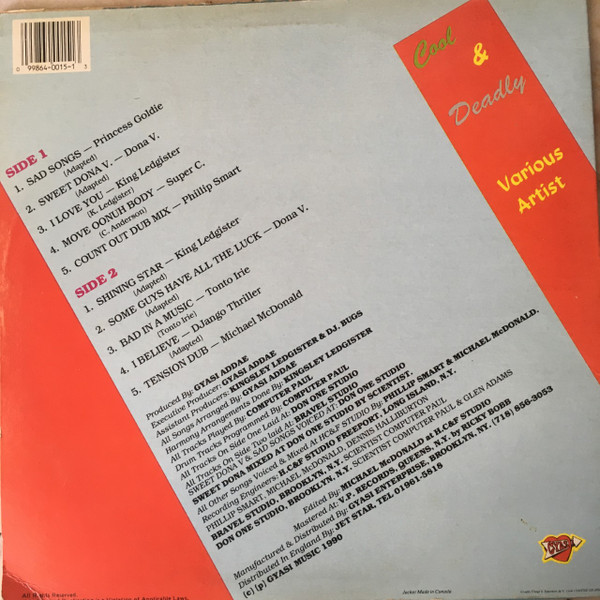 0 99864-0015-1 3
Cool
&
Deadly
Various
Artist
SIDE 1
1. SAD SONGS — Princess Goldie
(Adapted)
2. SWEET DONA V. — Dona V.
(Adapted)
3. I LOVE YOU — King Ledgister
(K. Ledgister)
4. MOVE OONUH BODY — Super C.
(C. Anderson)
5. COUNT OUT DUB MIX — Phillip Smart
SIDE 2
1. SHINING STAR — King Ledgister
(Adapted)
2. SOME GUYS HAVE ALL THE LUCK — Dona V.
(Adapted)
3. BAD IN A MUSIC — Tonto Irie
(Tonto Irie)
4. I BELIEVE — DJango Thriller
(Adapted)
5. TENSION DUB — Michael McDonald
Produced By: GYASI ADDAE
Executive Producer: GYASI ADDAE
Assistant Producers: KINGSLEY LEDGISTER & DJ. BUGS
All Songs Arranged By: GYASI ADDAE
Harmony Arrangements Done By: KINGSLEY LEDGISTER
All Tracks Played By: COMPUTER PAUL
Drum Tracks Programmed By: COMPUTER PAUL
All Tracks On Side One Laid At: DON ONE STUDIO
All Tracks On Side Two laid At: BRAVEL STUDIO
SWEET DONA V & SAD SONGS VOICED AT DON ONE STUDIO
SWEET DONA MIXED AT DON ONE STUDIO BY SCIENTIST.
All Other Songs Voiced & Mixed At HC&F STUDIO By: PHILLIP SMART & MICHAEL McDONALD.
Recording Engineers: H.C&F STUDIO FREEPORT, LONG ISLAND, N.Y.
PHILLIP SMART, MICHAEL McDONALD, DENNIS HALLIBURTON
BRAVEL STUDIO, BROOKLYN, N.Y. SCIENTIST COMPUTER PAUL
DON ONE STUDIO, BROOKLYN, N.Y. SCIENTIST COMPUTER PAUL & GLEN ADAMS
Edited By: MICHAEL McDONALD at H.C&F STUDIO
Mastered At: V.P. RECORDS, QUEENS, N.Y. by RICKY BOBB
Manufactured & Distributed By: GYASI ENTERPRISE, BROOKLYN, N.Y. (718) 856-3053
Distributed In England By: JET STAR, TEL 01961-5818
(c) (p) GYASI MUSIC 1990
GYASI
All Rights Reserved.
of Applicable Laws.
Jacket Made in Canada